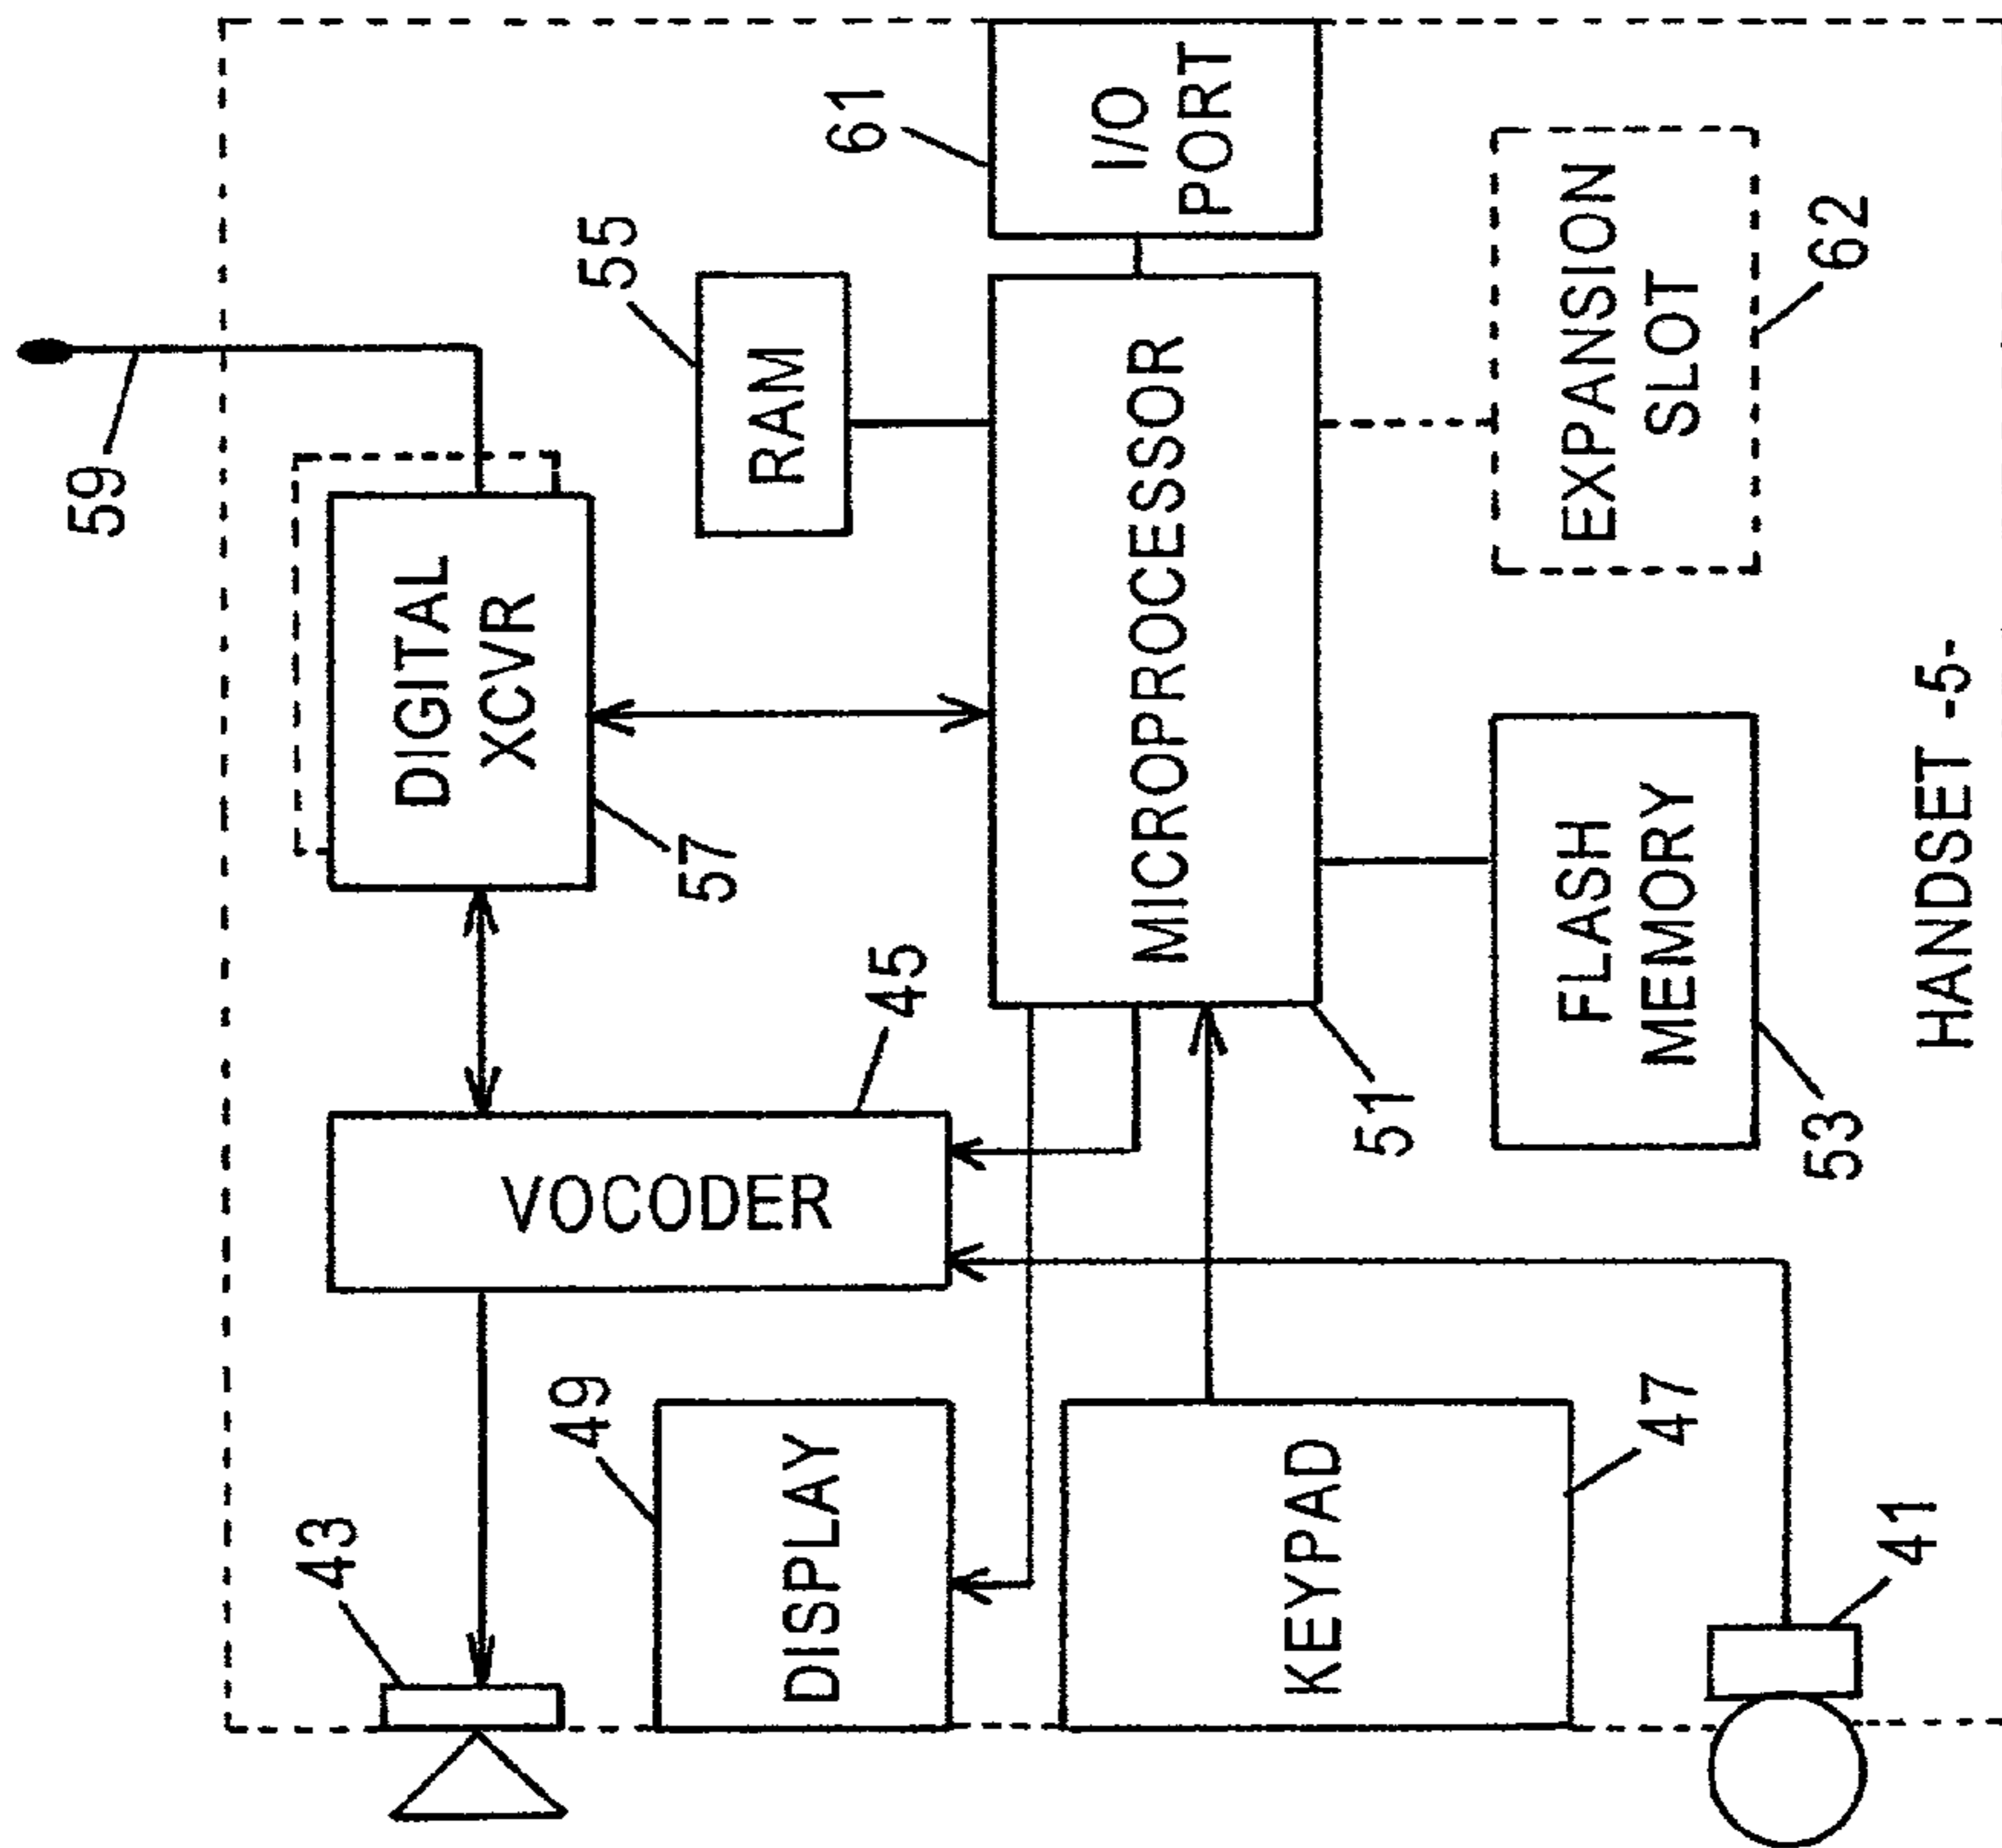 59
DIGITAL
XCVR
57
55
RAM
61
I/O
PORT
43
VOCODER
45
49
DISPLAY
MICROPROCESSOR
51
KEYPAD
47
FLASH
MEMORY
53
EXPANSION
SLOT
62
41
HANDSET -5-